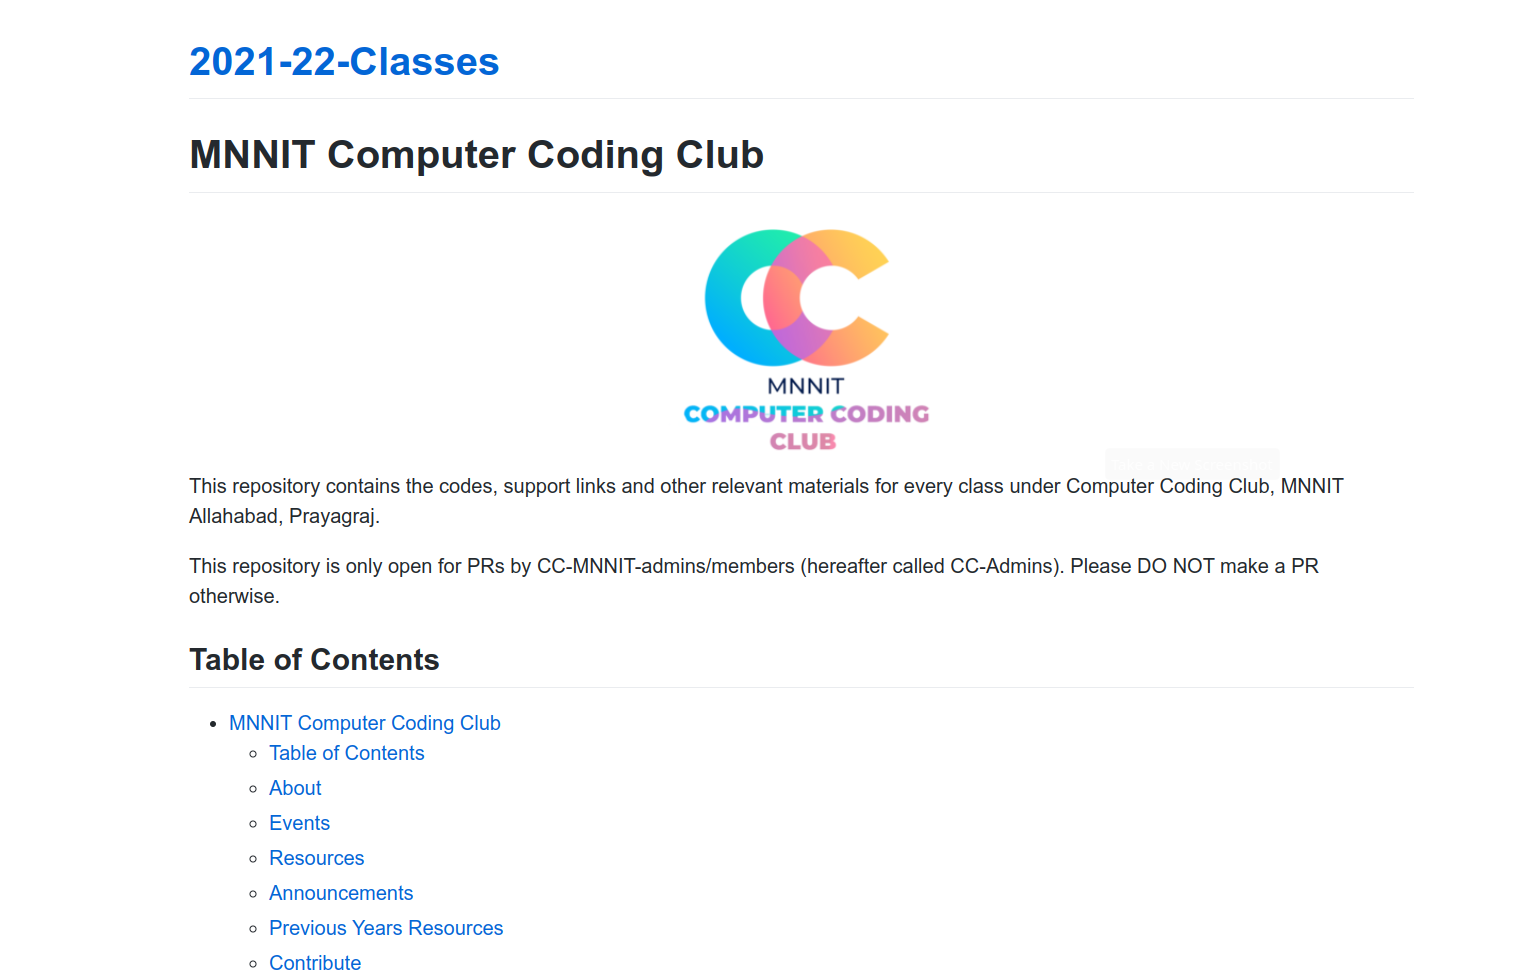 2021-22-Classes
MNNIT Computer Coding Club
MNNIT
COMPUTER CODING
CLUB
This repository contains the codes, support links and other relevant materials for every class under Computer Coding Club, MNNIT
Allahabad, Prayagraj.
This repository is only open for PRs by CC-MNNIT-admins/members (hereafter called CC-Admins). Please DO NOT make a PR
otherwise.
Table of Contents
MNNIT Computer Coding Club
Table of Contents
About
Events
Resources
Announcements
Previous Years Resources
Contribute